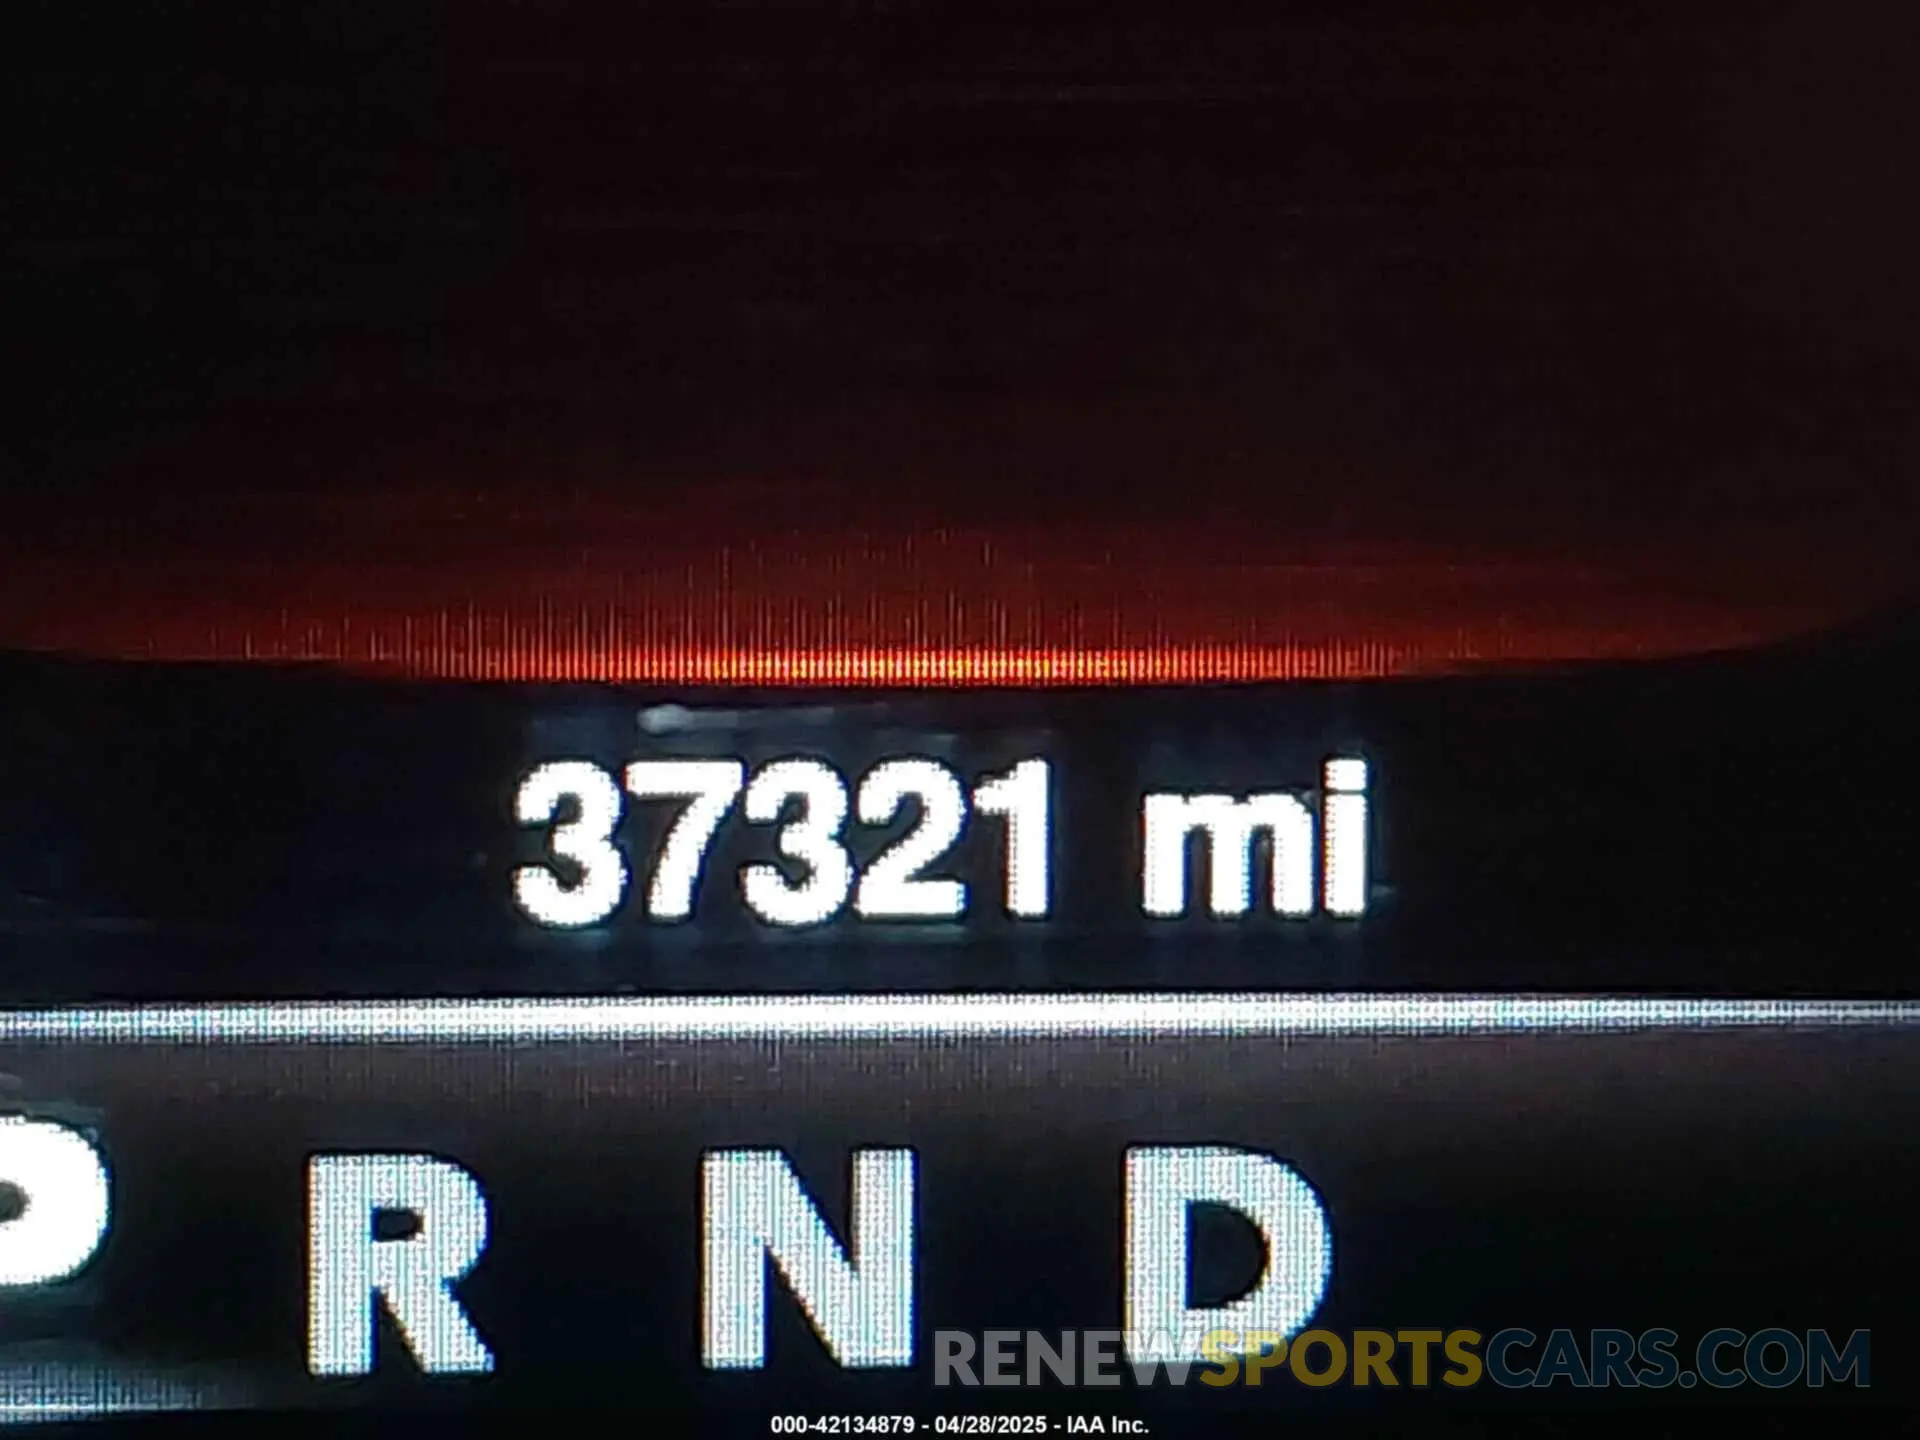 37321 mi
P R N D
RENEWSPORTSCARS.COM
000-42134879 - 04/28/2025 - IAA Inc.